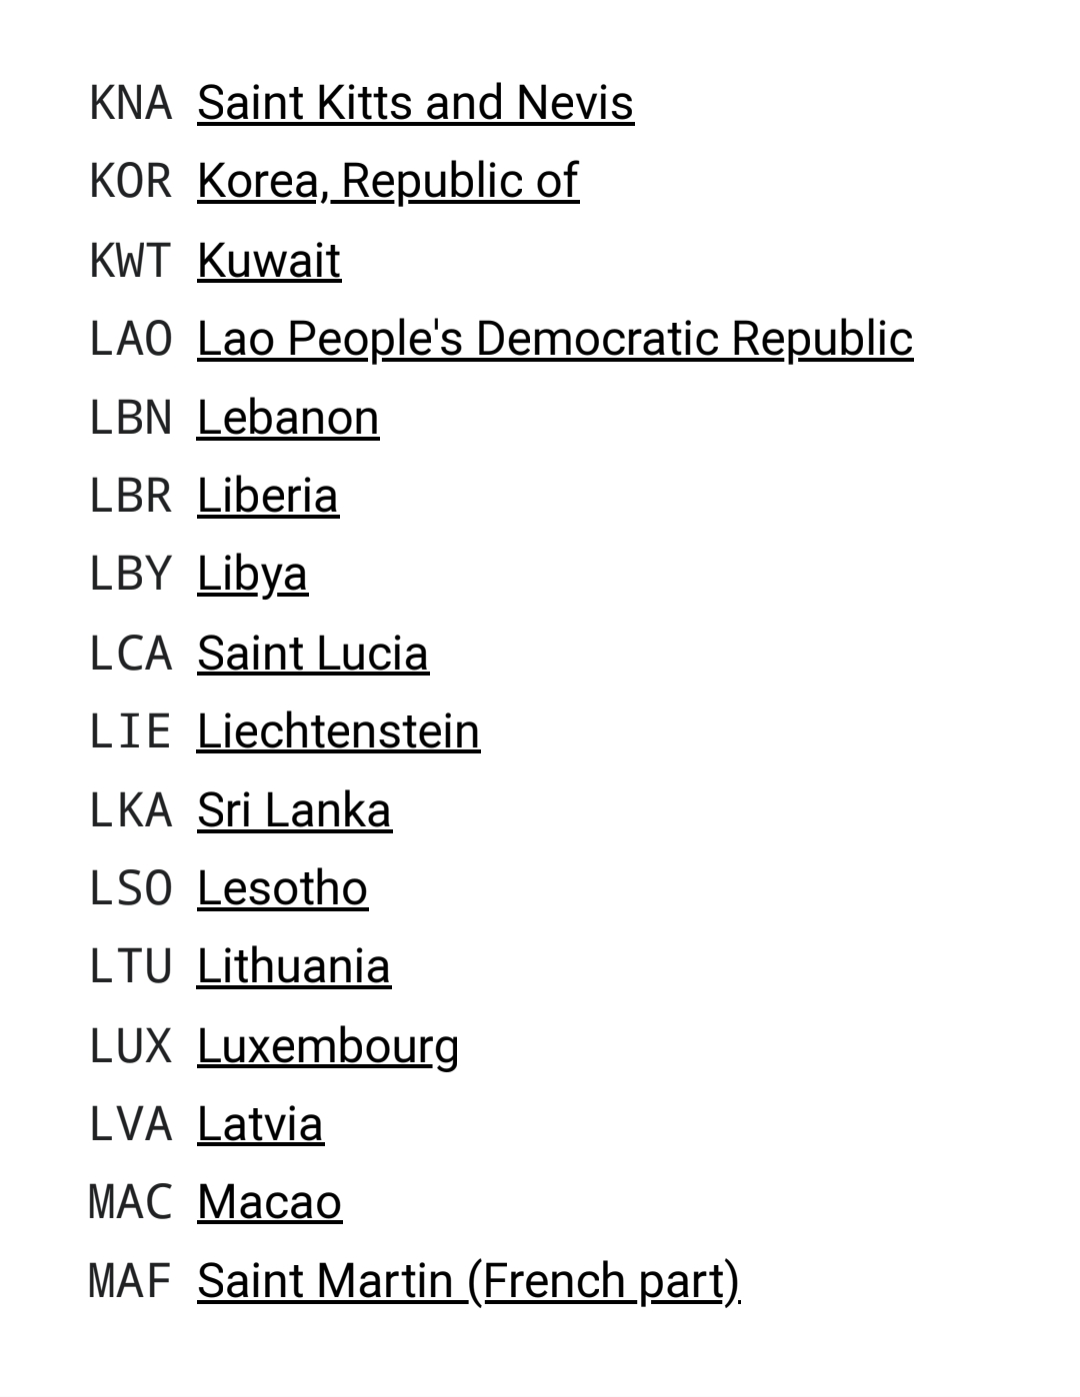 KNA Saint Kitts and Nevis
KOR Korea, Republic of
KWT Kuwait
LAO Lao People's Democratic Republic
LBN Lebanon
LBR Liberia
LBY Libya
LCA Saint Lucia
LIE Liechtenstein
LKA Sri Lanka
LSO Lesotho
LTU Lithuania
LUX Luxembourg
LVA Latvia
MAC Macao
MAF Saint Martin (French part)